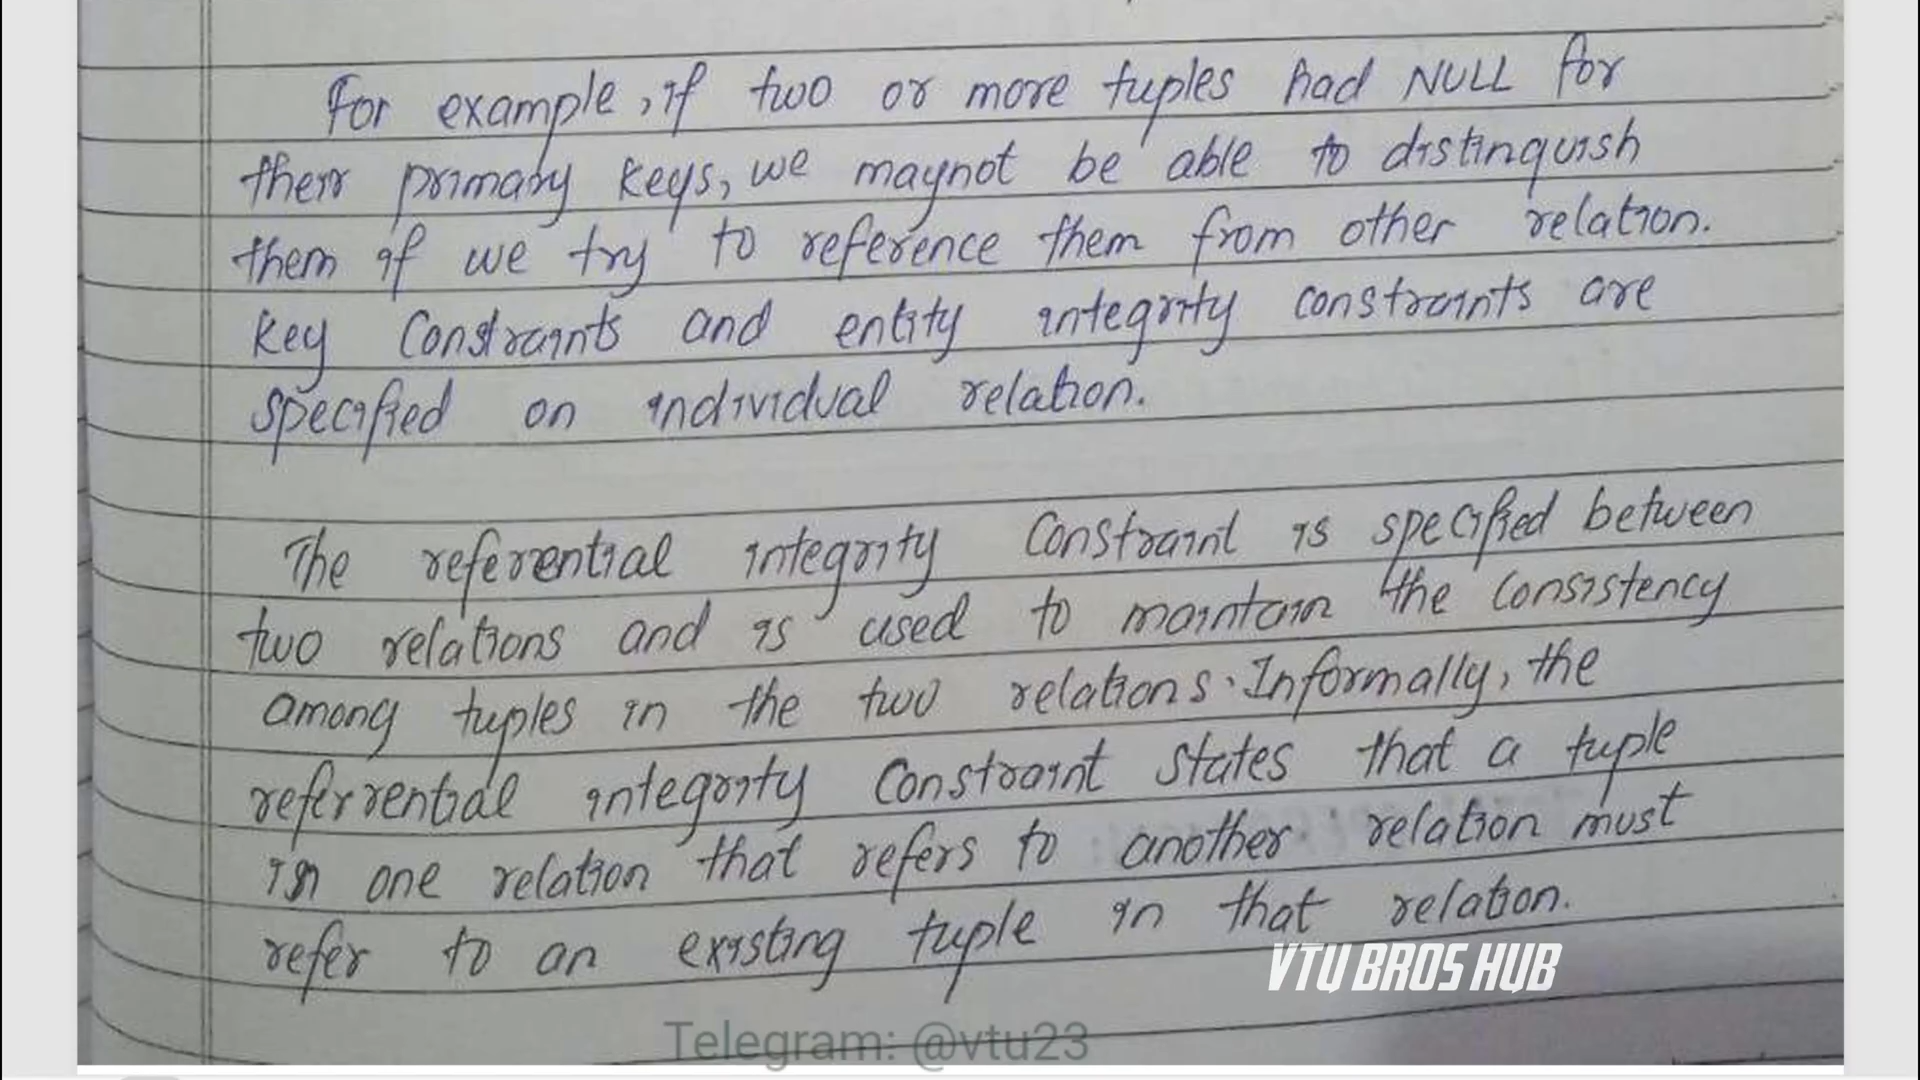 For example, if two or more tuples had NULL for
their primary keys, we maynot be able to distinquish
them if we try to reference them from other relation.
Key Constraints and entity integrity constraints are
specified on individual relation.
The referrential integrity Constraint is specified between
two relations and is used to maintain the consistency
among tuples in the two relations. Informally, the
referrential integrity Constraint states that a tuple
in one relation that refers to another relation must
refer to an existing tuple in that relation.
VTU BROS HUB
Telegram: @vtu23